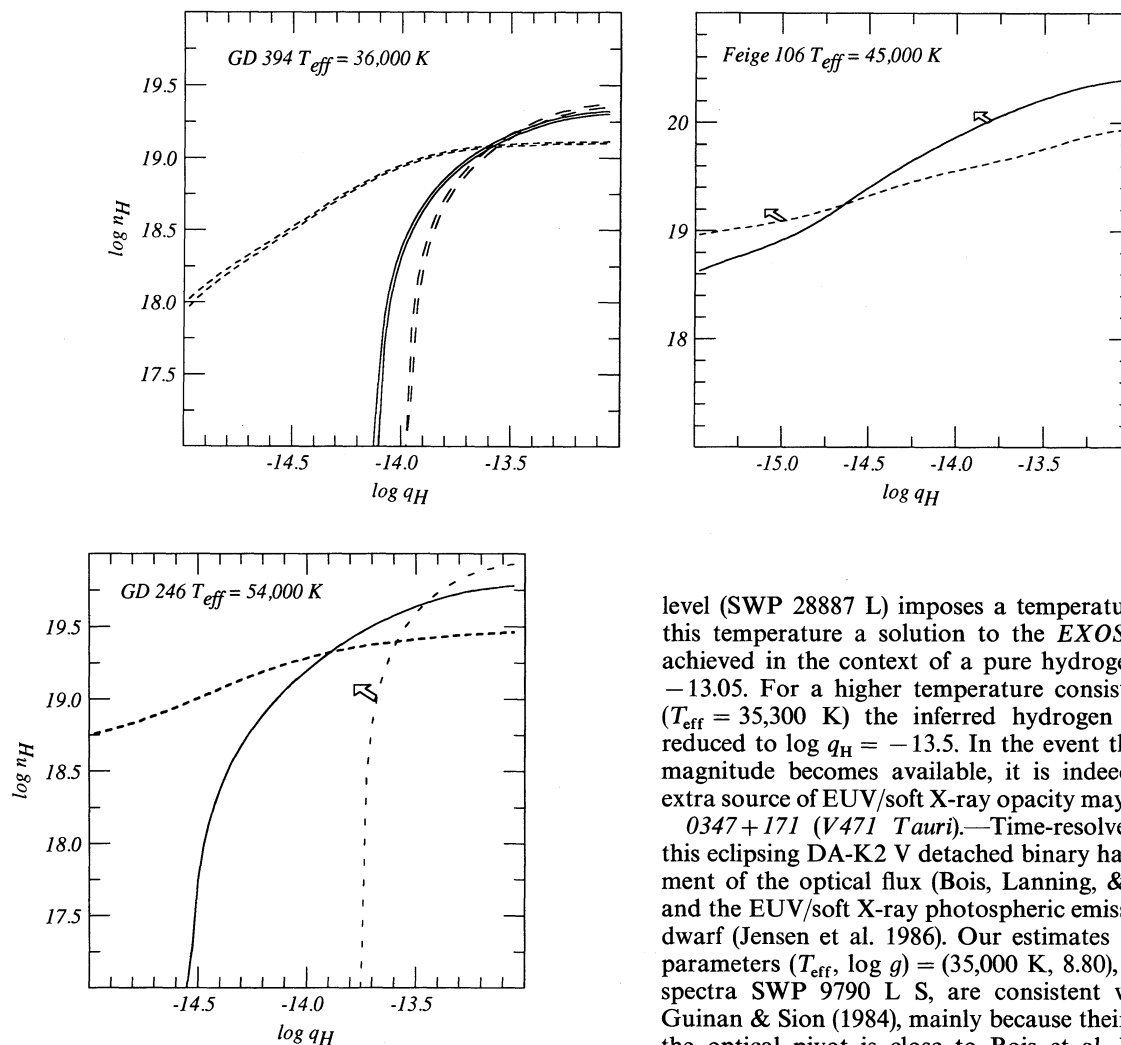 GD 394 T_eff = 36,000 K
19.5
19.0
18.5
18.0
17.5
log n_H
-14.5 -14.0 -13.5
log q_H
Feige 106 T_eff = 45,000 K
20
19
18
-15.0 -14.5 -14.0 -13.5
log q_H
GD 246 T_eff = 54,000 K
19.5
19.0
18.5
18.0
17.5
log n_H
-14.5 -14.0 -13.5
log q_H
level (SWP 28887 L) imposes a temperatu
this temperature a solution to the EXOS
achieved in the context of a pure hydroge
−13.05. For a higher temperature consist
(T_eff = 35,300 K) the inferred hydrogen
reduced to log q_H = −13.5. In the event th
magnitude becomes available, it is indeed
extra source of EUV/soft X-ray opacity may
0347+171 (V471 Tauri).—Time-resolve
this eclipsing DA-K2 V detached binary ha
ment of the optical flux (Bois, Lanning, &
and the EUV/soft X-ray photospheric emiss
dwarf (Jensen et al. 1986). Our estimates
parameters (T_eff, log g) = (35,000 K, 8.80),
spectra SWP 9790 L S, are consistent v
Guinan & Sion (1984), mainly because their
the optical pivot is close to Bois et al.